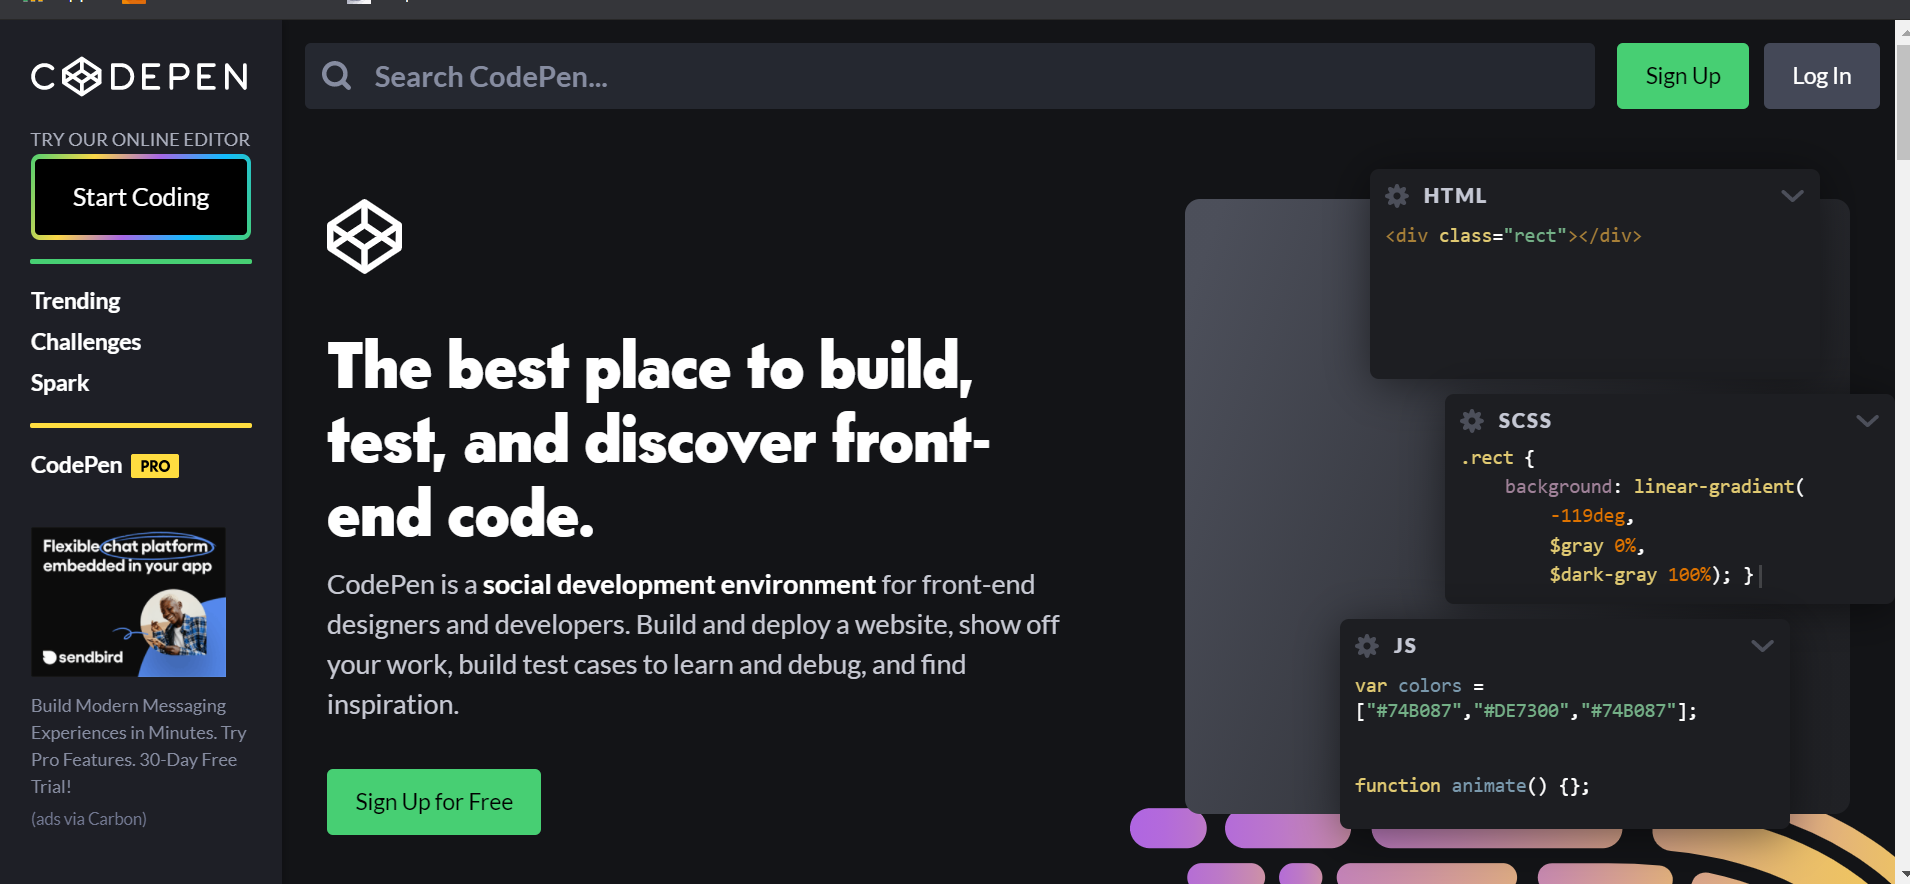 CODEPEN
TRY OUR ONLINE EDITOR
Start Coding
Trending
Challenges
Spark
CodePen PRO
Flexible chat platform
embedded in your app
sendbird
Build Modern Messaging
Experiences in Minutes. Try
Pro Features. 30-Day Free
Trial!
(ads via Carbon)
Search CodePen...
Sign Up
Log In
The best place to build,
test, and discover front-
end code.
CodePen is a social development environment for front-end
designers and developers. Build and deploy a website, show off
your work, build test cases to learn and debug, and find
inspiration.
Sign Up for Free
HTML
<div class="rect"></div>
SCSS
.rect {
background: linear-gradient(
-119deg,
$gray 0%,
$dark-gray 100%); }
JS
var colors =
["#74B087","#DE7300","#74B087"];
function animate() {};